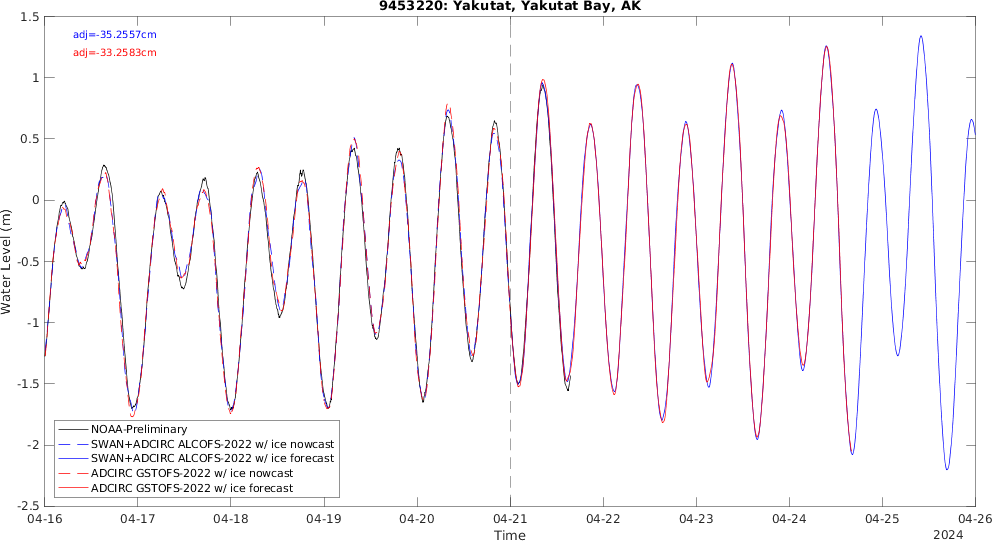 9453220: Yakutat, Yakutat Bay, AK
adj=-35.2557cm
adj=-33.2583cm
Water Level (m)
1.5
1
0.5
0
-0.5
-1
-1.5
-2
-2.5
NOAA-Preliminary
SWAN+ADCIRC ALCOFS-2022 w/ ice nowcast
SWAN+ADCIRC ALCOFS-2022 w/ ice forecast
ADCIRC GSTOFS-2022 w/ ice nowcast
ADCIRC GSTOFS-2022 w/ ice forecast
04-16 04-17 04-18 04-19 04-20 04-21 04-22 04-23 04-24 04-25 04-26
Time
2024